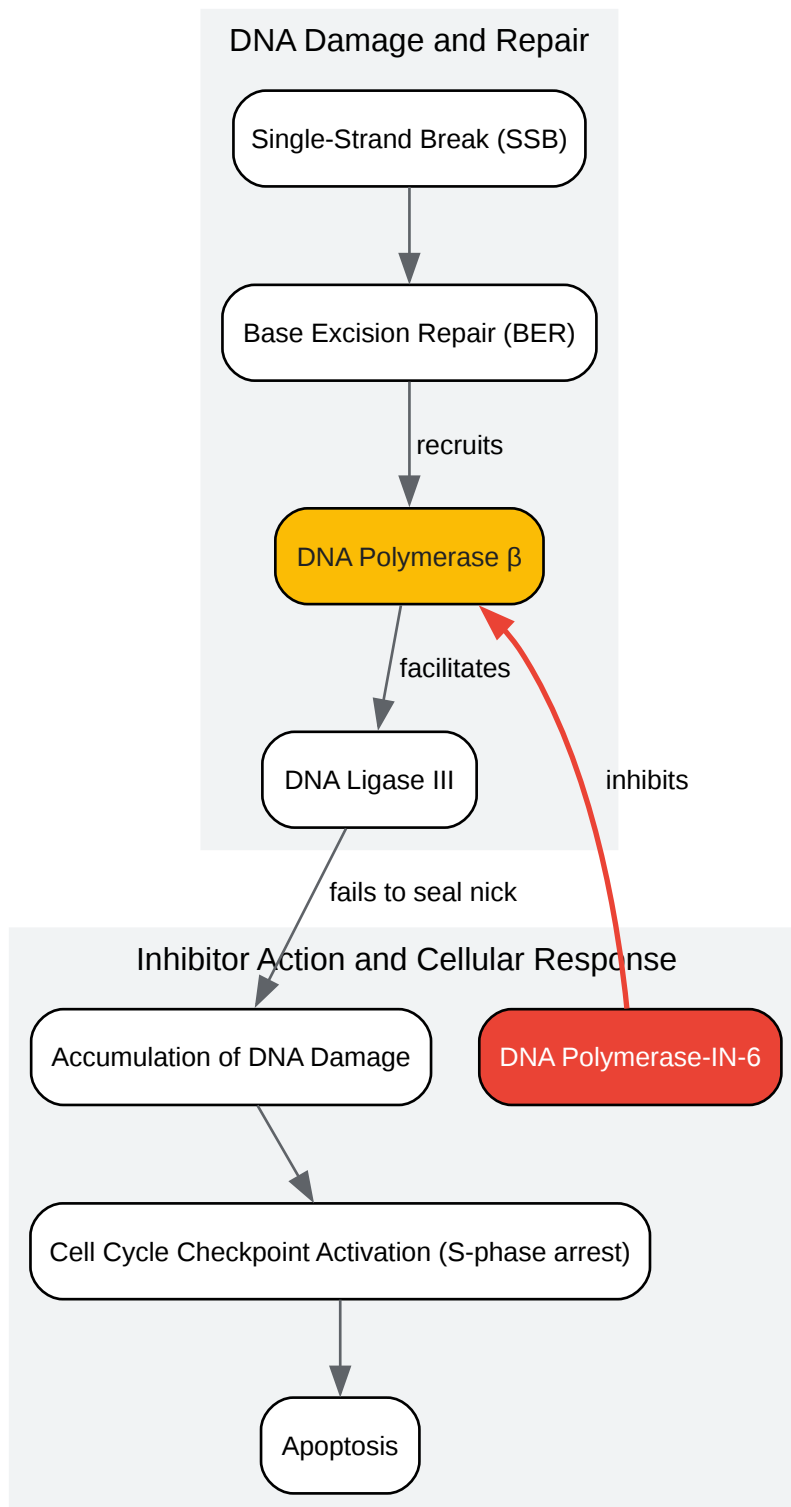 DNA Damage and Repair
Single-Strand Break (SSB)
Base Excision Repair (BER)
recruits
DNA Polymerase β
facilitates
DNA Ligase III
inhibits
fails to seal nick
Inhibitor Action and Cellular Response
Accumulation of DNA Damage
DNA Polymerase-IN-6
Cell Cycle Checkpoint Activation (S-phase arrest)
Apoptosis